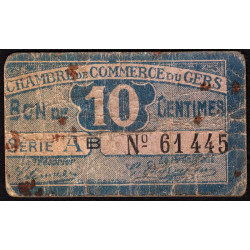 CHAMBRE DE COMMERCE DU GERS
BON DE 10 CENTIMES
SÉRIE AB No 61445